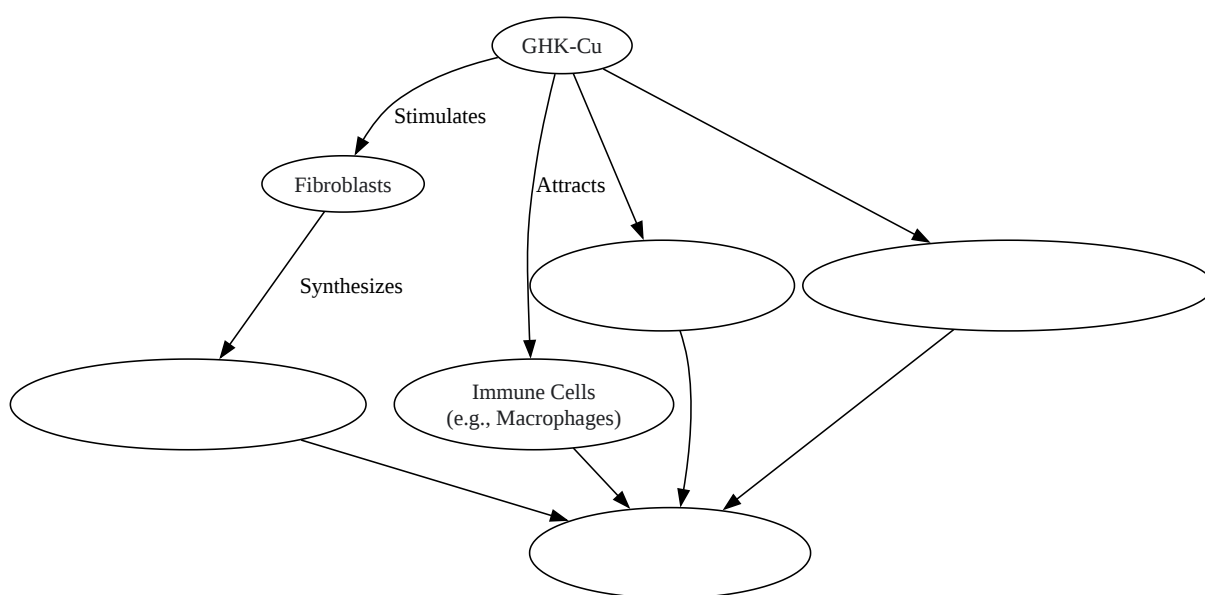 GHK-Cu
Stimulates
Fibroblasts
Attracts
Synthesizes
Immune Cells
(e.g., Macrophages)